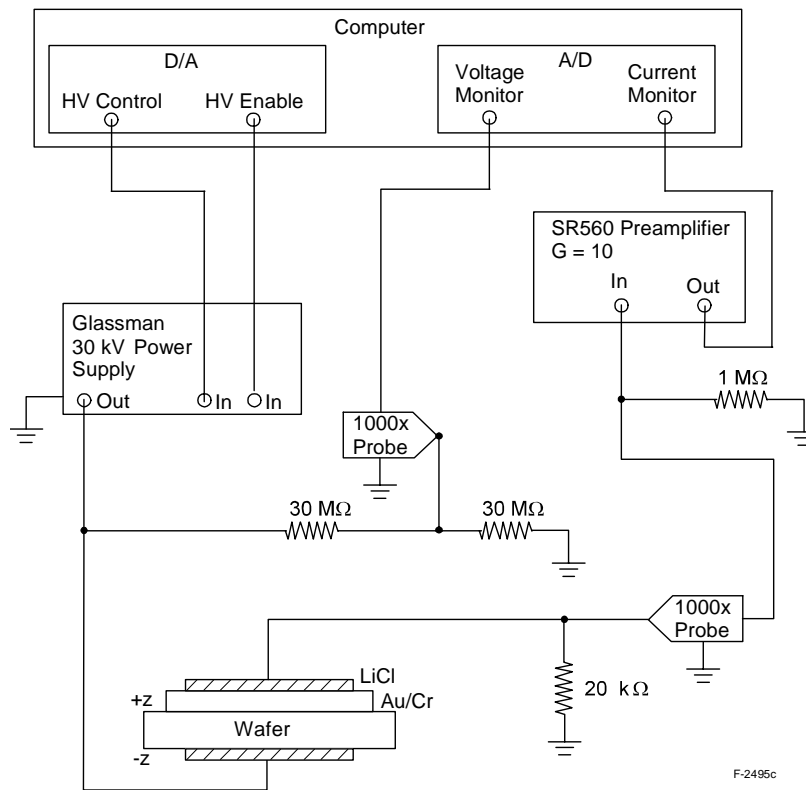 Computer
D/A
A/D
HV Control
HV Enable
Voltage
Monitor
Current
Monitor
SR560 Preamplifier
G = 10
In
Out
Glassman
30 kV Power
Supply
Out
In
In
1 MΩ
1000x
Probe
30 MΩ
30 MΩ
1000x
Probe
LiCl
+z
Au/Cr
20 kΩ
Wafer
-z
F-2495c